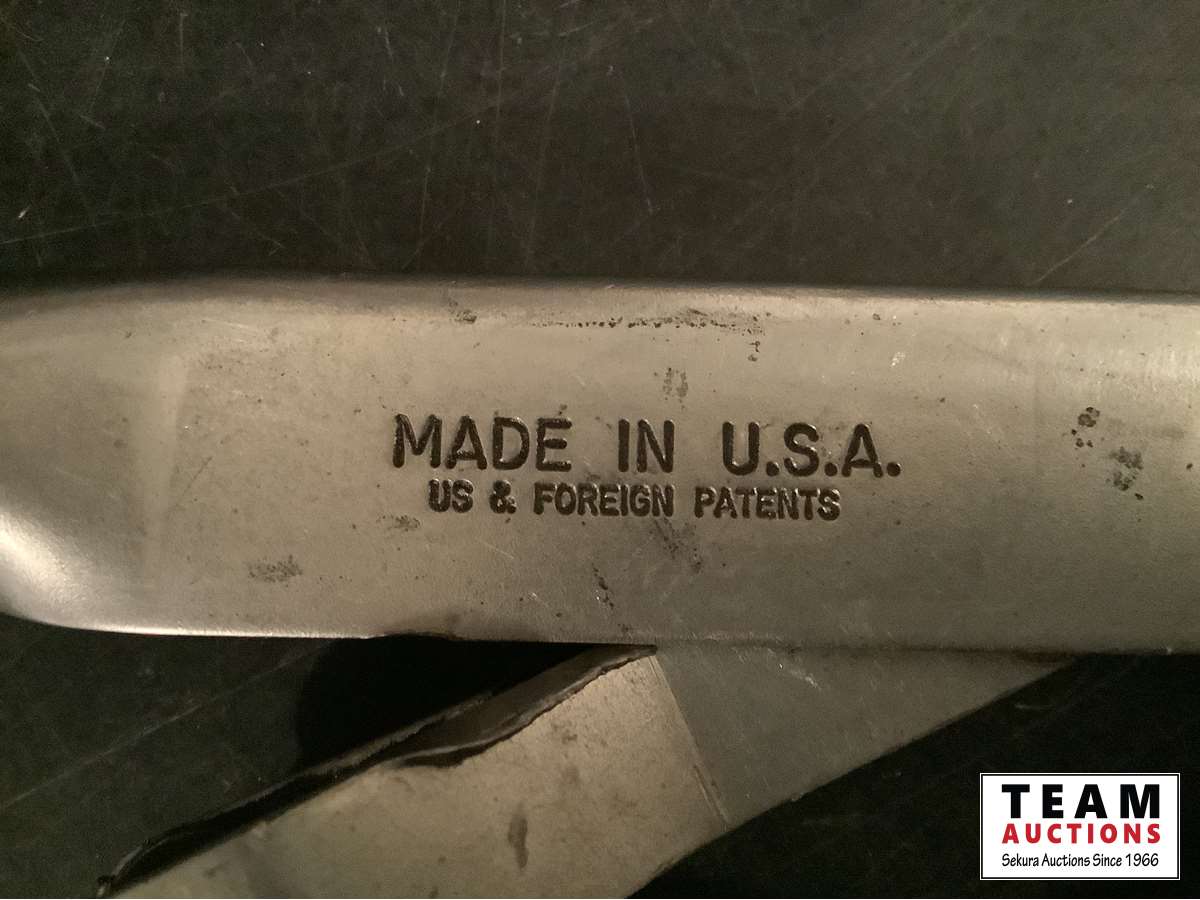 MADE IN U.S.A.
US & FOREIGN PATENTS
TEAM
AUCTIONS
Sekura Auctions Since 1966